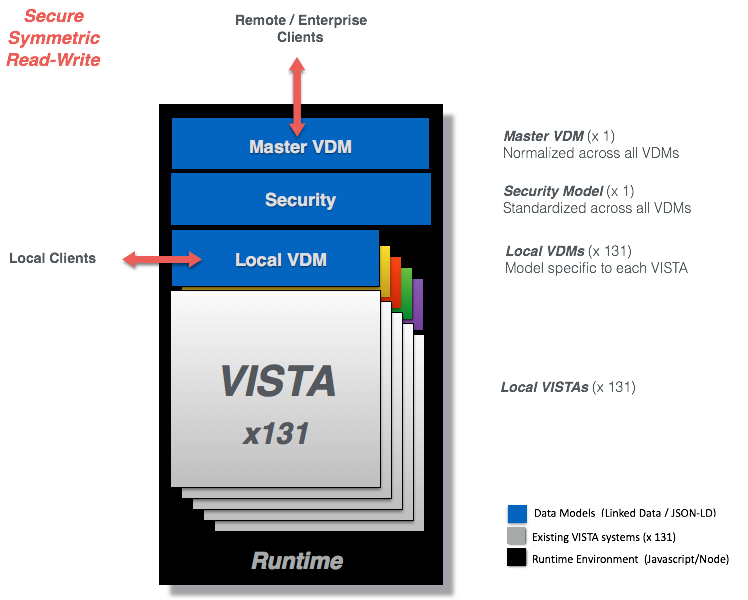 Secure
Symmetric
Read-Write
Remote / Enterprise
Clients
Master VDM
Security
Local Clients
Local VDM
VISTA
x131
Runtime
Master VDM (x 1)
Normalized across all VDMs
Security Model (x 1)
Standardized across all VDMs
Local VDMs (x 131)
Model specific to each VISTA
Local VISTAs (x 131)
Data Models (Linked Data / JSON-LD)
Existing VISTA systems (x 131)
Runtime Environment (Javascript/Node)